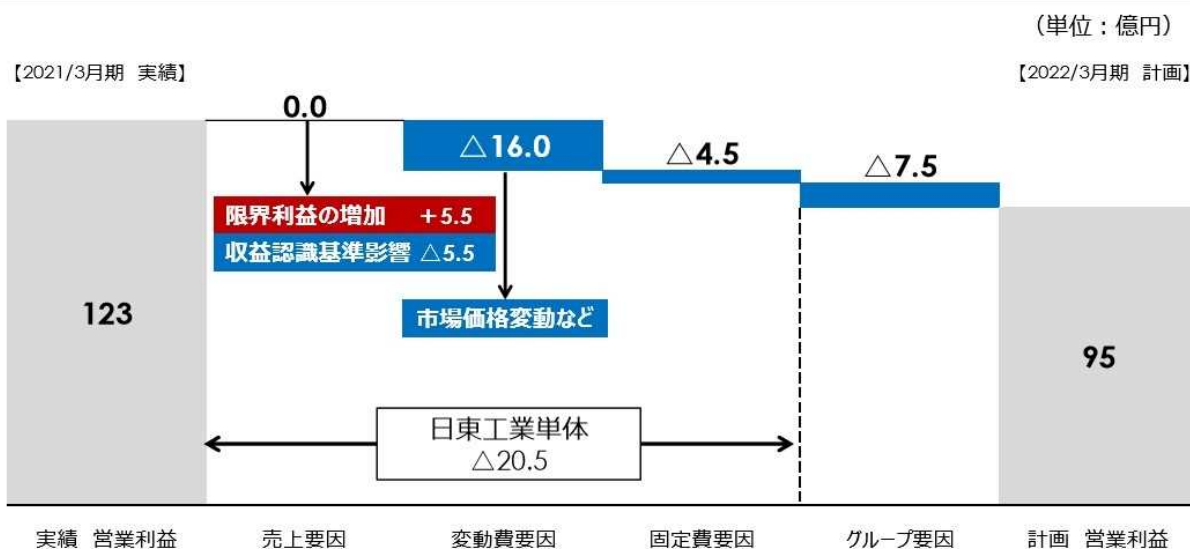 （単位：億円）
【2021/3月期 実績】
【2022/3月期 計画】
0.0
△16.0
△4.5
△7.5
限界利益の増加 ＋5.5
収益認識基準影響 △5.5
市場価格変動など
123
95
日東工業単体
△20.5
実績 営業利益
売上要因
変動費要因
固定費要因
グループ要因
計画 営業利益